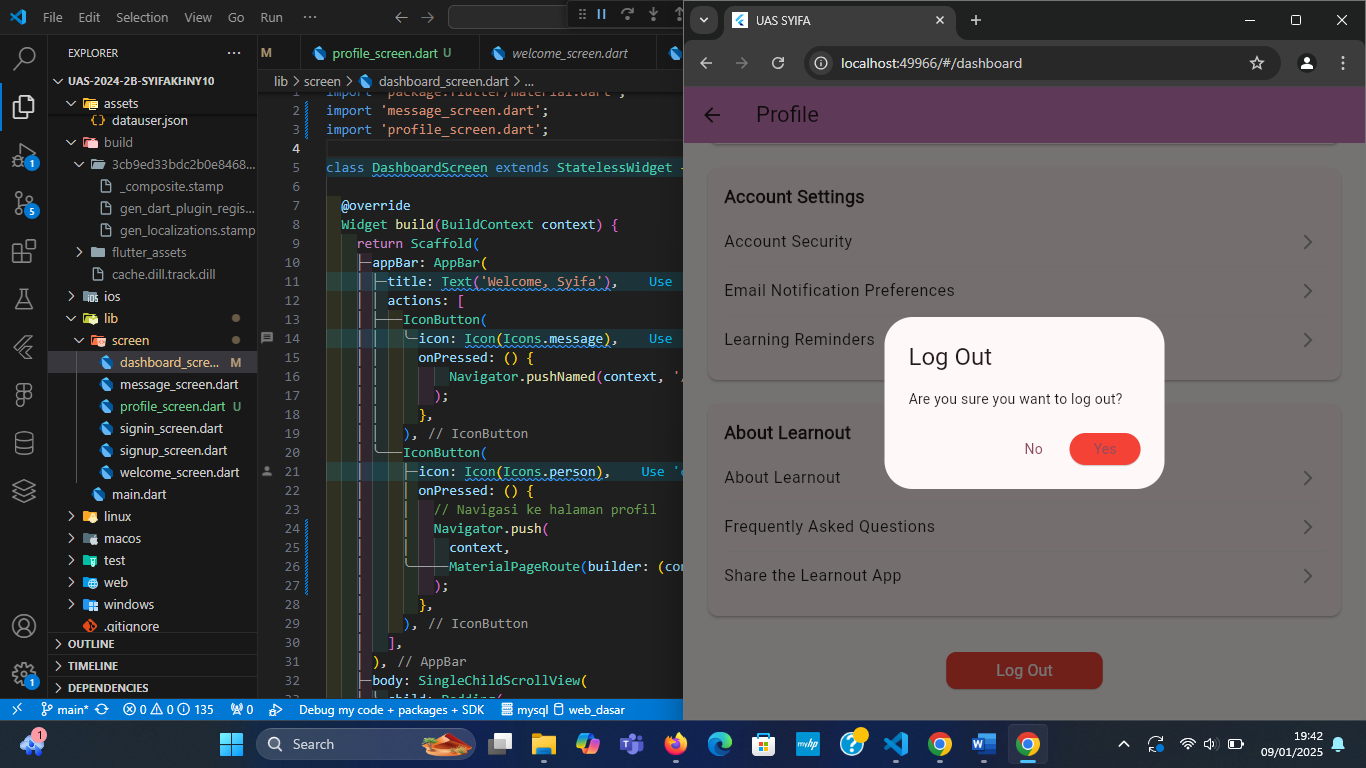 File Edit Selection View Go Run ···
EXPLORER ···
UAS-2024-2B-SYIFAKHNY10
assets
datauser.json
build
3cb9ed33bdc2b0e8468...
_composite.stamp
gen_dart_plugin_regis...
gen_localizations.stamp
flutter_assets
cache.dill.track.dill
ios
lib
screen
dashboard_scre... M
message_screen.dart
profile_screen.dart U
signin_screen.dart
signup_screen.dart
welcome_screen.dart
main.dart
linux
macos
test
web
windows
.gitignore
OUTLINE
TIMELINE
DEPENDENCIES
1
5
1
M profile_screen.dart U welcome_screen.dart
lib > screen > dashboard_screen.dart > ...
1 import 'package:flutter/material.dart';
2 import 'message_screen.dart';
3 import 'profile_screen.dart';
4
5 class DashboardScreen extends StatelessWidget
6
7 @override
8 Widget build(BuildContext context) {
9 return Scaffold(
10 appBar: AppBar(
11 title: Text('Welcome, Syifa'), Use
12 actions: [
13 IconButton(
14 icon: Icon(Icons.message), Use
15 onPressed: () {
16 Navigator.pushNamed(context, '/
17 );
18 },
19 ), // IconButton
20 IconButton(
21 icon: Icon(Icons.person), Use 'c
22 onPressed: () {
23 // Navigasi ke halaman profil
24 Navigator.push(
25 context,
26 MaterialPageRoute(builder: (con
27 );
28 },
29 ), // IconButton
30 ],
31 ), // AppBar
32 body: SingleChildScrollView(
33 child: Padding(
main* 0 0 135 0 Debug my code + packages + SDK mysql web_dasar
UAS SYIFA
localhost:49966/#/dashboard
Profile
Account Settings
Account Security
Email Notification Preferences
Learning Reminders
About Learnout
About Learnout
Frequently Asked Questions
Share the Learnout App
Log Out
Log Out
Are you sure you want to log out?
No Yes
1
Search
myhp
19:42
09/01/2025